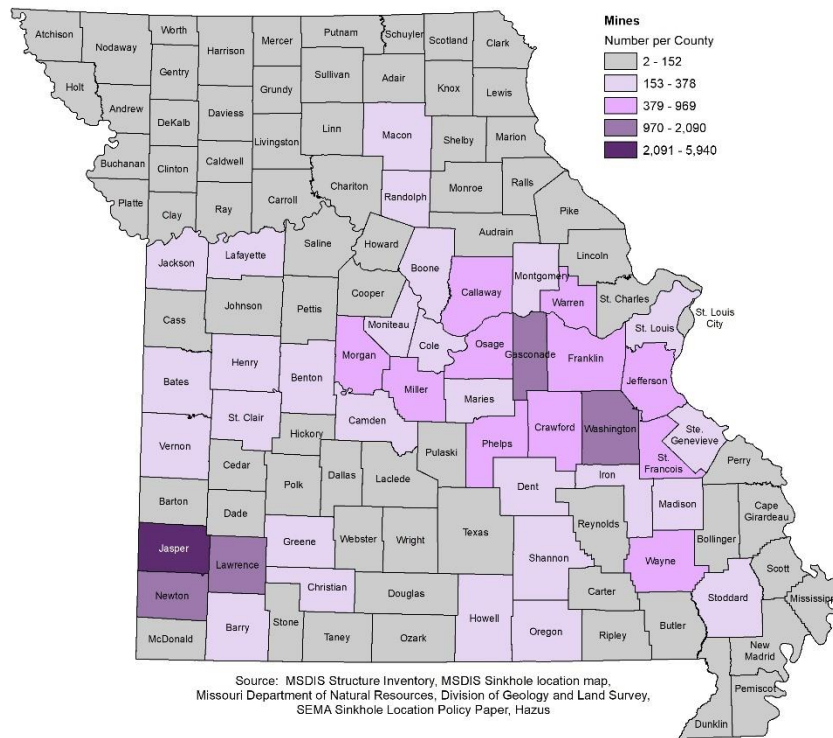 Mines
Number per County
2 - 152
153 - 378
379 - 969
970 - 2,090
2,091 - 5,940
Atchison
Nodaway
Worth
Harrison
Mercer
Putnam
Schuyler
Scotland
Clark
Holt
Gentry
Sullivan
Adair
Knox
Lewis
Grundy
Andrew
DeKalb
Daviess
Livingston
Linn
Macon
Shelby
Marion
Buchanan
Clinton
Caldwell
Chariton
Randolph
Monroe
Ralls
Pike
Platte
Clay
Ray
Carroll
Saline
Howard
Audrain
Lincoln
Jackson
Lafayette
Boone
Callaway
Montgomery
Warren
St. Charles
St. Louis
City
St. Louis
Cass
Johnson
Pettis
Cooper
Moniteau
Cole
Osage
Gasconade
Franklin
Jefferson
Bates
Henry
Benton
Morgan
Miller
Maries
Vernon
St. Clair
Hickory
Camden
Pulaski
Phelps
Crawford
Washington
St.
Francois
Ste.
Genevieve
Perry
Barton
Cedar
Polk
Dallas
Laclede
Dent
Iron
Madison
Cape
Girardeau
Bollinger
Dade
Texas
Reynolds
Jasper
Lawrence
Greene
Webster
Wright
Shannon
Wayne
Scott
Mississippi
Stoddard
Newton
Christian
Douglas
Howell
Carter
Butler
McDonald
Barry
Stone
Taney
Ozark
Oregon
Ripley
New
Madrid
Pemiscot
Dunklin
Source: MSDIS Structure Inventory, MSDIS Sinkhole location map,
Missouri Department of Natural Resources, Division of Geology and Land Survey,
SEMA Sinkhole Location Policy Paper, Hazus